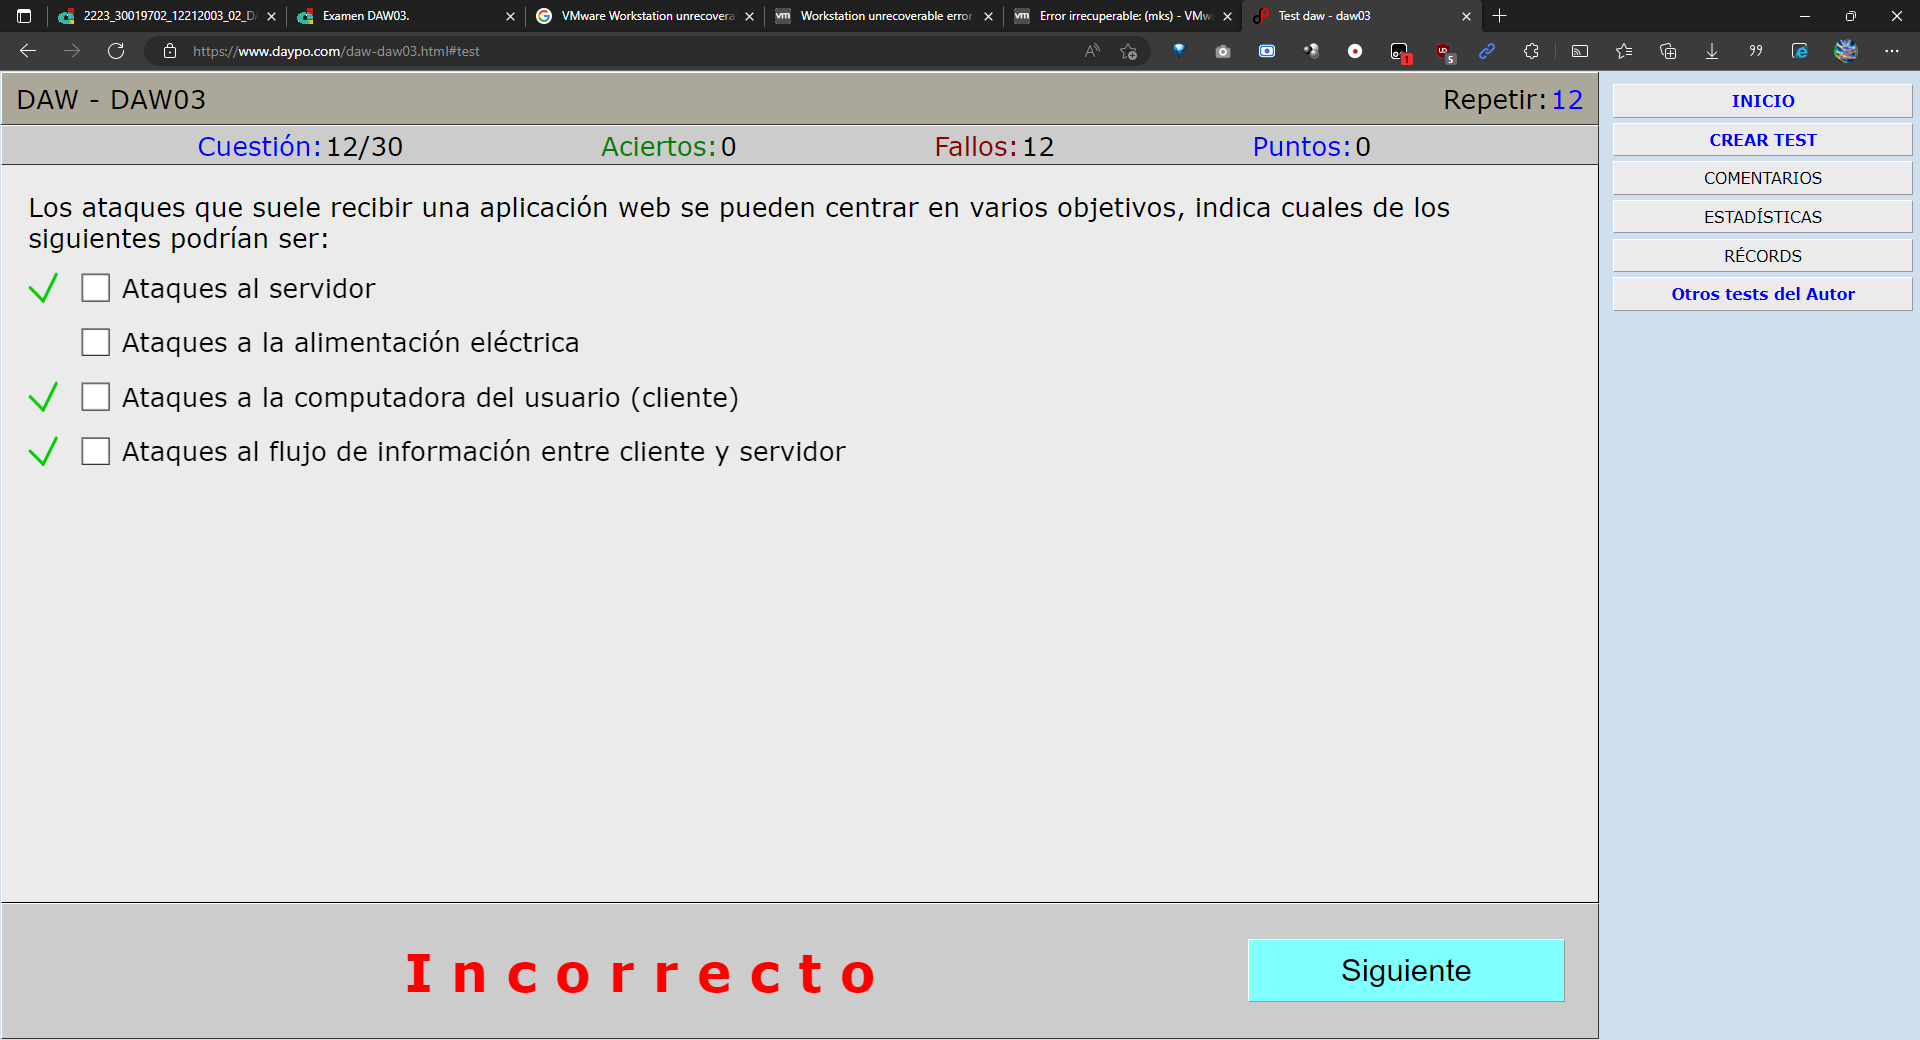 2223_30019702_12212003_02_D
Examen DAW03.
VMware Workstation unrecovera
Workstation unrecoverable error
Error irrecuperable: (mks) - VMw
Test daw - daw03
https://www.daypo.com/daw-daw03.html#test
DAW - DAW03
Repetir: 12
Cuestión: 12/30
Aciertos: 0
Fallos: 12
Puntos: 0
Los ataques que suele recibir una aplicación web se pueden centrar en varios objetivos, indica cuales de los
siguientes podrían ser:
Ataques al servidor
Ataques a la alimentación eléctrica
Ataques a la computadora del usuario (cliente)
Ataques al flujo de información entre cliente y servidor
Incorrecto
Siguiente
INICIO
CREAR TEST
COMENTARIOS
ESTADÍSTICAS
RÉCORDS
Otros tests del Autor